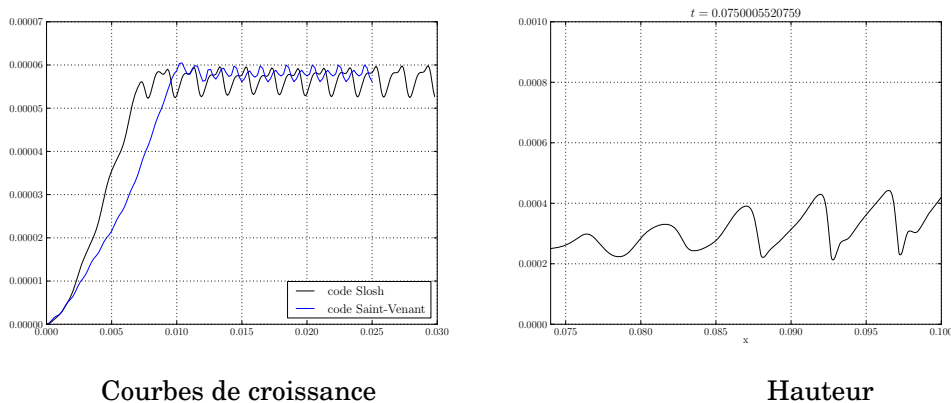 0.00007
0.00006
0.00005
0.00004
0.00003
0.00002
0.00001
0.00000
0.000 0.005 0.010 0.015 0.020 0.025 0.030
code Slosh
code Saint-Venant
Courbes de croissance
t = 0.0750005520759
0.0010
0.0008
0.0006
0.0004
0.0002
0.0000
0.075 0.080 0.085 0.090 0.095 0.100
x
Hauteur